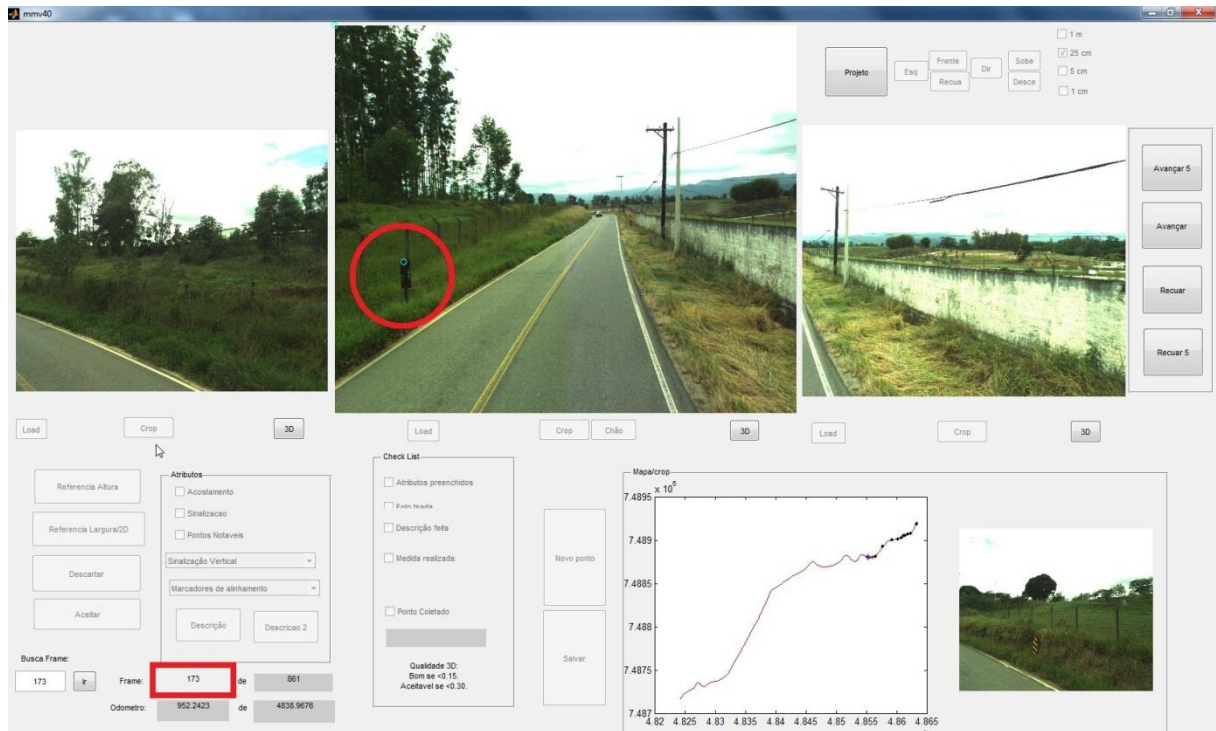 mmv40
1 m
25 cm
5 cm
1 cm
Projeto
Esq
Frente
Recua
Dir
Sobe
Desce
Avançar 5
Avançar
Recuar
Recuar 5
Load
Crop
3D
Load
Crop
Chão
3D
Load
Crop
3D
Referencia Altura
Referencia Largura/2D
Descartar
Aceitar
Atributos
Acostamento
Sinalizacao
Pontos Notaveis
Sinalização Vertical
Marcadores de alinhamento
Descrição
Descricao 2
Busca Frame:
173
Ir
Frame:
173
de
861
Odometro:
952.2423
de
4838.9676
Check List
Atributos preenchidos
Foto tirada
Descrição feita
Medida realizada:
Ponto Coletado
Qualidade 3D:
Bom se <0.15.
Aceitavel se <0.30.
Novo ponto
Salvar
Mapa/crop
7.4895
x 10
7.489
7.4885
7.488
7.4875
7.487
4.82 4.825 4.83 4.835 4.84 4.845 4.85 4.855 4.86 4.865